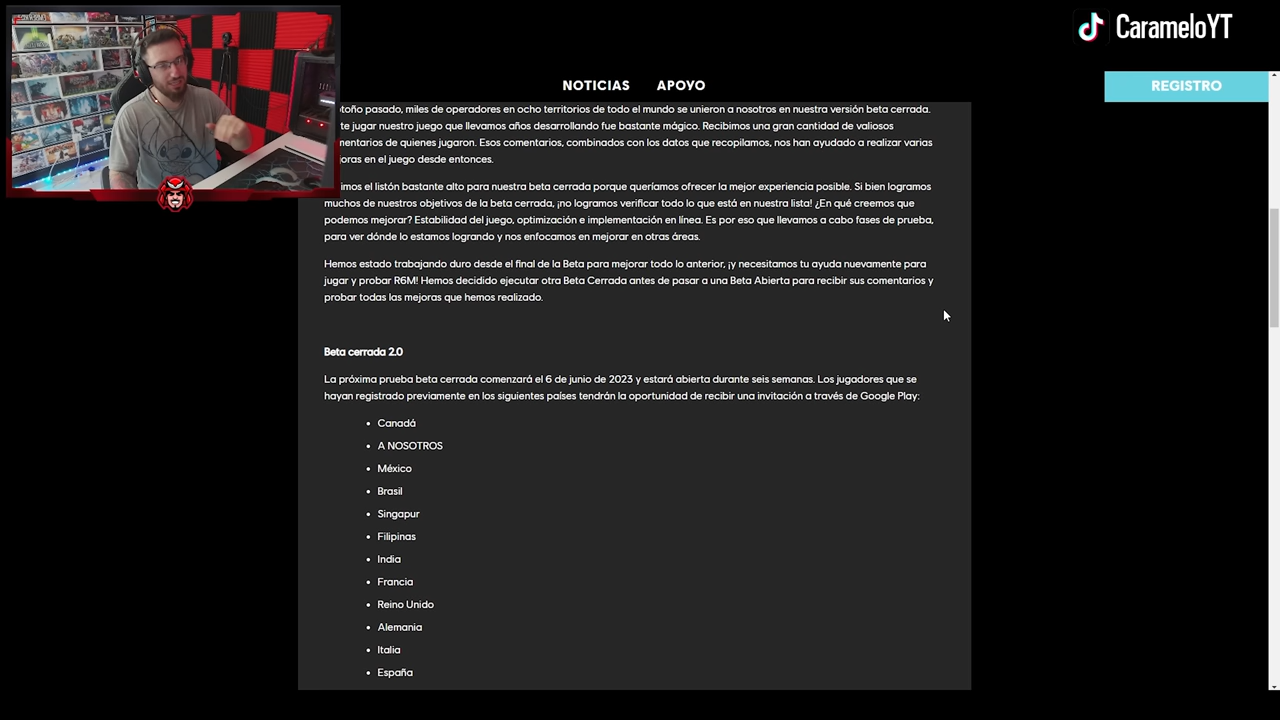 CarameloYT
NOTICIAS APOYO
REGISTRO
toño pasado, miles de operadores en ocho territorios de todo el mundo se unieron a nosotros en nuestra versión beta cerrada.
te jugar nuestro juego que llevamos años desarrollando fue bastante mágico. Recibimos una gran cantidad de valiosos
mentarios de quienes jugaron. Esos comentarios, combinados con los datos que recopilamos, nos han ayudado a realizar varias
joras en el juego desde entonces.
imos el listón bastante alto para nuestra beta cerrada porque queríamos ofrecer la mejor experiencia posible. Si bien logramos
muchos de nuestros objetivos de la beta cerrada, ¡no logramos verificar todo lo que está en nuestra lista! ¿En qué creemos que
podemos mejorar? Estabilidad del juego, optimización e implementación en línea. Es por eso que llevamos a cabo fases de prueba,
para ver dónde lo estamos logrando y nos enfocamos en mejorar en otras áreas.
Hemos estado trabajando duro desde el final de la Beta para mejorar todo lo anterior, ¡y necesitamos tu ayuda nuevamente para
jugar y probar R6M! Hemos decidido ejecutar otra Beta Cerrada antes de pasar a una Beta Abierta para recibir sus comentarios y
probar todas las mejoras que hemos realizado.
Beta cerrada 2.0
La próxima prueba beta cerrada comenzará el 6 de junio de 2023 y estará abierta durante seis semanas. Los jugadores que se
hayan registrado previamente en los siguientes países tendrán la oportunidad de recibir una invitación a través de Google Play:
• Canadá
• A NOSOTROS
• México
• Brasil
• Singapur
• Filipinas
• India
• Francia
• Reino Unido
• Alemania
• Italia
• España